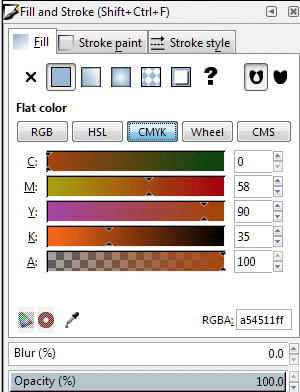 Fill and Stroke (Shift+Ctrl+F)
Fill Stroke paint Stroke style
?
Flat color
RGB HSL CMYK Wheel CMS
C: 0
M: 58
Y: 90
K: 35
A: 100
RGBA: a54511ff
Blur (%) 0.0
Opacity (%) 100.0